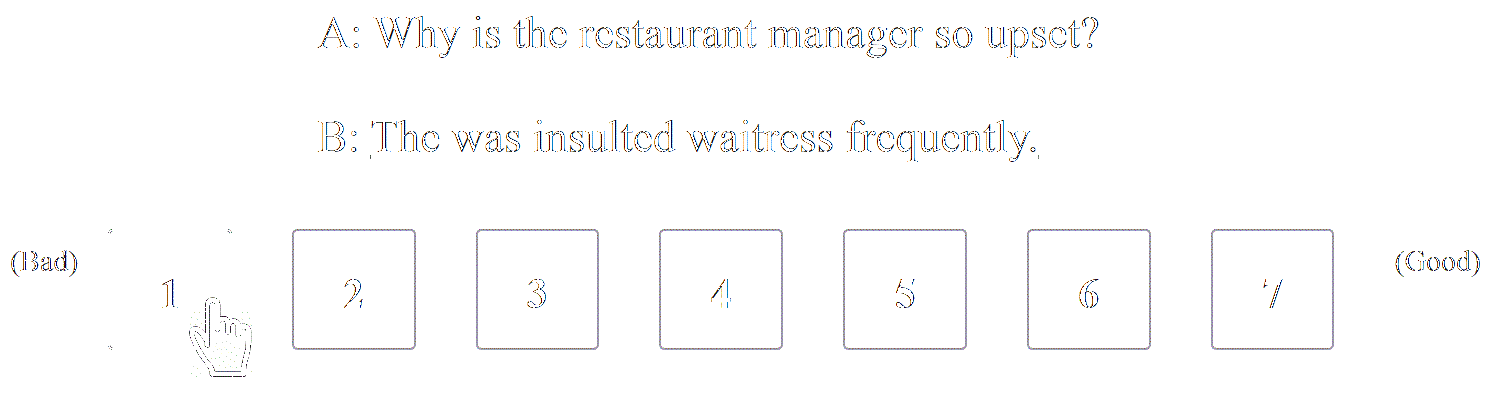 A: Why is the restaurant manager so upset?
B: The was insulted waitress frequently.
(Bad) 1 2 3 4 5 6 7 (Good)